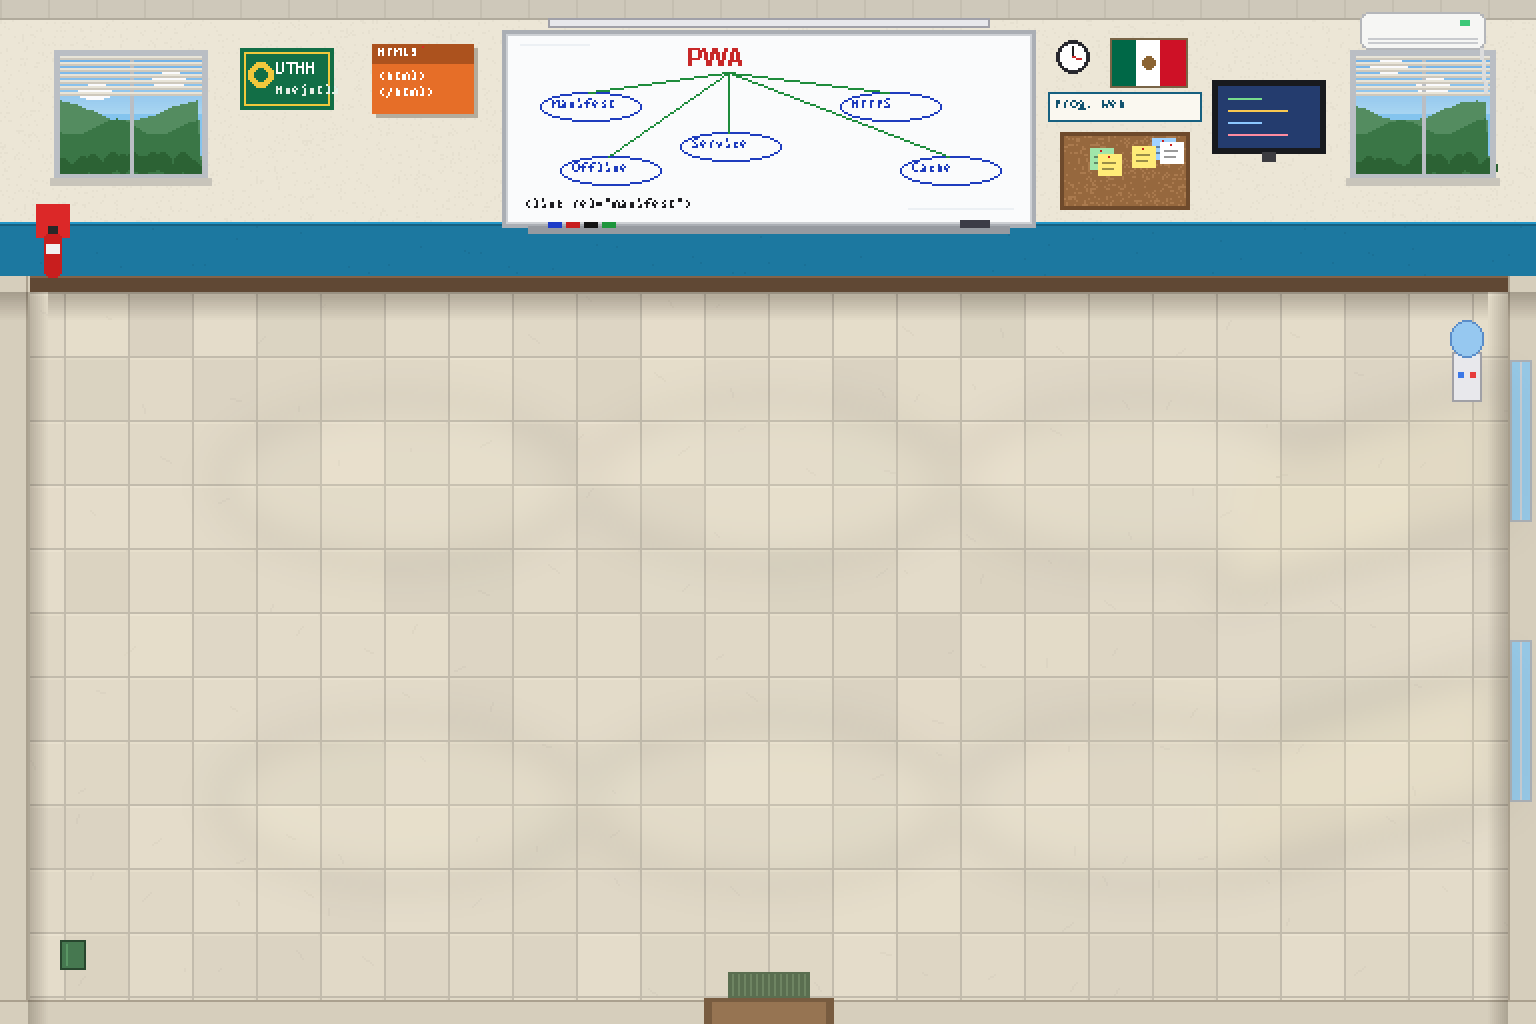 UTHH
HTML5
<html>
</html>
PWA
Manifest
HTTPS
Service
Offline
Cache
<link rel="manifest">
Prog. Web